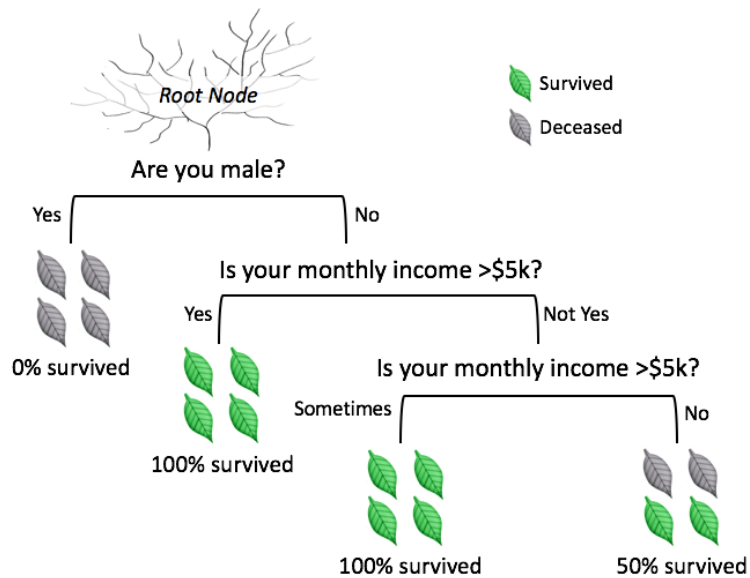 Root Node
Survived
Deceased
Are you male?
Yes
No
Is your monthly income >$5k?
0% survived
Yes
Not Yes
Is your monthly income >$5k?
100% survived
Sometimes
No
100% survived
50% survived